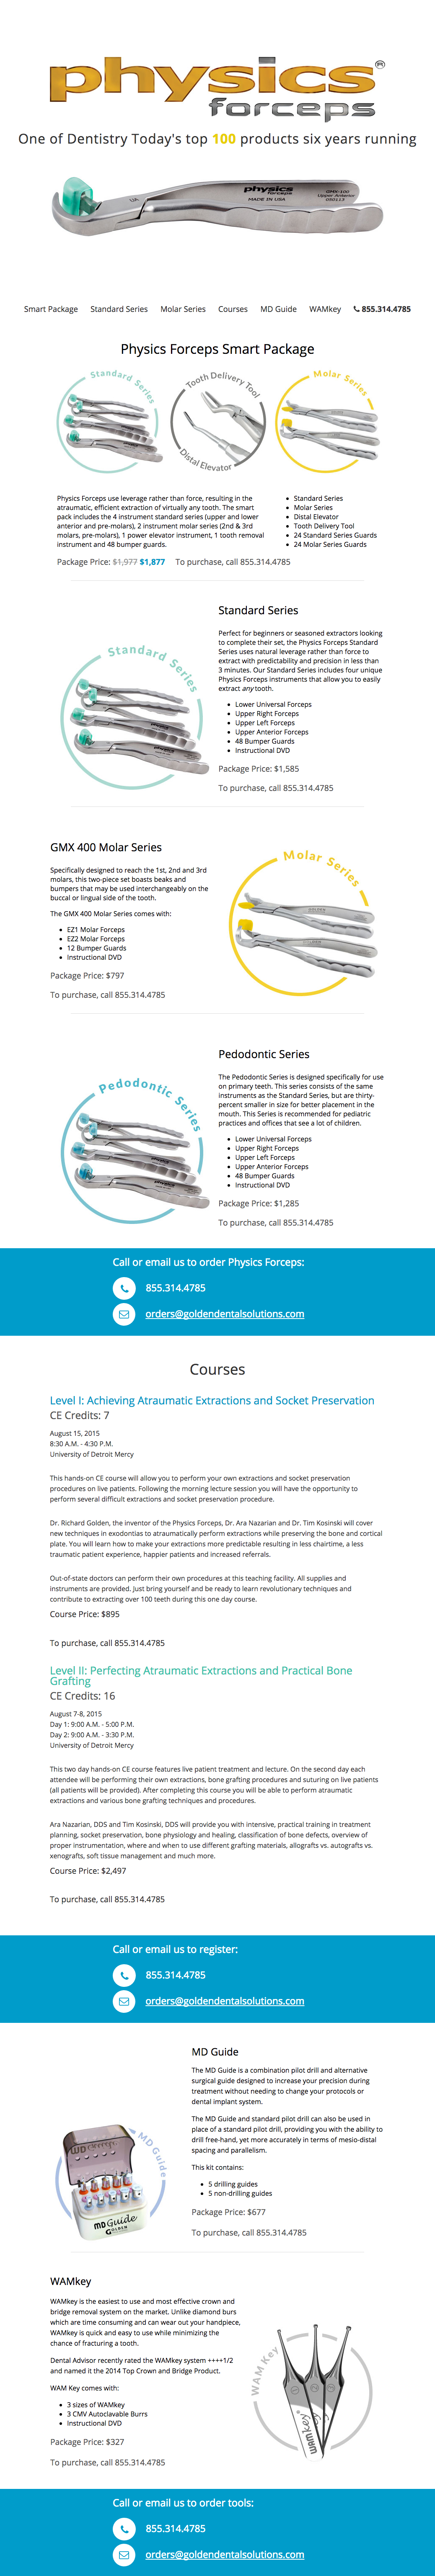 physics®
forceps
One of Dentistry Today's top 100 products six years running
physics
forceps
MADE IN USA
UA
GMX-100
Upper Anterior
Smart Package Standard Series Molar Series Courses MD Guide WAMkey 855.314.4785
Physics Forceps Smart Package
Standard Series
Tooth Delivery Tool
Distal Elevator
Molar Series
Physics Forceps use leverage rather than force, resulting in the
atraumatic, efficient extraction of virtually any tooth. The smart
pack includes the 4 instrument standard series (upper and lower
anterior and pre-molars), 2 instrument molar series (2nd & 3rd
molars, pre-molars), 1 power elevator instrument, 1 tooth removal
instrument and 48 bumper guards.
• Standard Series
• Molar Series
• Distal Elevator
• Tooth Delivery Tool
• 24 Standard Series Guards
• 24 Molar Series Guards
Package Price: $1,977 $1,877 To purchase, call 855.314.4785
Standard Series
Standard Series
Perfect for beginners or seasoned extractors looking
to complete their set, the Physics Forceps Standard
Series uses natural leverage rather than force to
extract with predictability and precision in less than
3 minutes. Our Standard Series includes four unique
Physics Forceps instruments that allow you to easily
extract any tooth.
• Lower Universal Forceps
• Upper Right Forceps
• Upper Left Forceps
• Upper Anterior Forceps
• 48 Bumper Guards
• Instructional DVD
Package Price: $1,585
To purchase, call 855.314.4785
GMX 400 Molar Series
Specifically designed to reach the 1st, 2nd and 3rd
molars, this two-piece set boasts beaks and
bumpers that may be used interchangeably on the
buccal or lingual side of the tooth.
The GMX 400 Molar Series comes with:
• EZ1 Molar Forceps
• EZ2 Molar Forceps
• 12 Bumper Guards
• Instructional DVD
Package Price: $797
To purchase, call 855.314.4785
Molar Series
Pedodontic Series
Pedodontic Series
The Pedodontic Series is designed specifically for use
on primary teeth. This series consists of the same
instruments as the Standard Series, but are thirty-
percent smaller in size for better placement in the
mouth. This Series is recommended for pediatric
practices and offices that see a lot of children.
• Lower Universal Forceps
• Upper Right Forceps
• Upper Left Forceps
• Upper Anterior Forceps
• 48 Bumper Guards
• Instructional DVD
Package Price: $1,285
To purchase, call 855.314.4785
Call or email us to order Physics Forceps:
855.314.4785
orders@goldendentalsolutions.com
Courses
Level I: Achieving Atraumatic Extractions and Socket Preservation
CE Credits: 7
August 15, 2015
8:30 A.M. - 4:30 P.M.
University of Detroit Mercy
This hands-on CE course will allow you to perform your own extractions and socket preservation
procedures on live patients. Following the morning lecture session you will have the opportunity to
perform several difficult extractions and socket preservation procedure.
Dr. Richard Golden, the inventor of the Physics Forceps, Dr. Ara Nazarian and Dr. Tim Kosinski will cover
new techniques in exodontias to atraumatically perform extractions while preserving the bone and cortical
plate. You will learn how to make your extractions more predictable resulting in less chairtime, a less
traumatic patient experience, happier patients and increased referrals.
Out-of-state doctors can perform their own procedures at this teaching facility. All supplies and
instruments are provided. Just bring yourself and be ready to learn revolutionary techniques and
contribute to extracting over 100 teeth during this one day course.
Course Price: $895
To purchase, call 855.314.4785
Level II: Perfecting Atraumatic Extractions and Practical Bone
Grafting
CE Credits: 16
August 7-8, 2015
Day 1: 9:00 A.M. - 5:00 P.M.
Day 2: 9:00 A.M. - 3:30 P.M.
University of Detroit Mercy
This two day hands-on CE course features live patient treatment and lecture. On the second day each
attendee will be performing their own extractions, bone grafting procedures and suturing on live patients
(all patients will be provided). After completing this course you will be able to perform atraumatic
extractions and various bone grafting techniques and procedures.
Ara Nazarian, DDS and Tim Kosinski, DDS will provide you with intensive, practical training in treatment
planning, socket preservation, bone physiology and healing, classification of bone defects, overview of
proper instrumentation, where and when to use different grafting materials, allografts vs. autografts vs.
xenografts, soft tissue management and much more.
Course Price: $2,497
To purchase, call 855.314.4785
Call or email us to register:
855.314.4785
orders@goldendentalsolutions.com
MD Guide
The MD Guide is a combination pilot drill and alternative
surgical guide designed to increase your precision during
treatment without needing to change your protocols or
dental implant system.
The MD Guide and standard pilot drill can also be used in
place of a standard pilot drill, providing you with the ability to
drill free-hand, yet more accurately in terms of mesio-distal
spacing and parallelism.
This kit contains:
• 5 drilling guides
• 5 non-drilling guides
Package Price: $677
To purchase, call 855.314.4785
MD Guide
MD Guide
GOLDEN
WAMkey
WAMkey is the easiest to use and most effective crown and
bridge removal system on the market. Unlike diamond burs
which are time consuming and can wear out your handpiece,
WAMkey is quick and easy to use while minimizing the
chance of fracturing a tooth.
Dental Advisor recently rated the WAMkey system ++++1/2
and named it the 2014 Top Crown and Bridge Product.
WAM Key comes with:
• 3 sizes of WAMkey
• 3 CMV Autoclavable Burrs
• Instructional DVD
Package Price: $327
To purchase, call 855.314.4785
WAM Key
WAMkey
Call or email us to order tools:
855.314.4785
orders@goldendentalsolutions.com